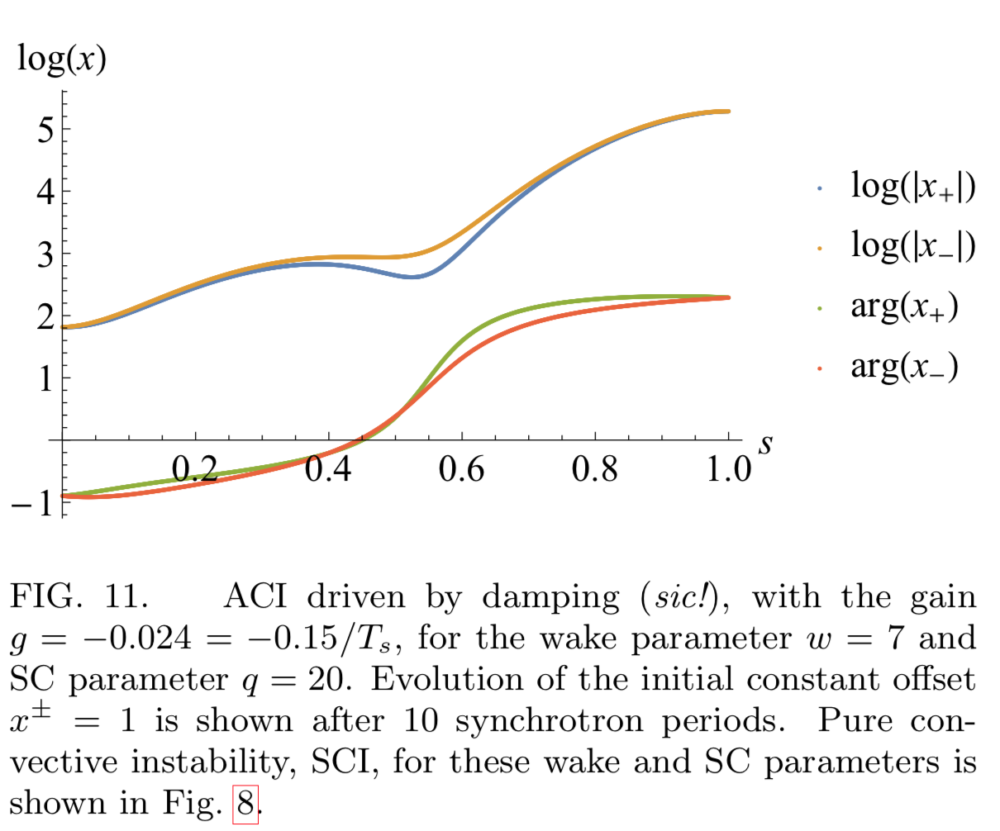 log(x)
5
4
3
2
1
−1
0.2 0.4 0.6 0.8 1.0 s
log(|x₊|)
log(|x₋|)
arg(x₊)
arg(x₋)
FIG. 11. ACI driven by damping (sic!), with the gain
g = −0.024 = −0.15/Tₛ, for the wake parameter w = 7 and
SC parameter q = 20. Evolution of the initial constant offset
x^± = 1 is shown after 10 synchrotron periods. Pure con-
vective instability, SCI, for these wake and SC parameters is
shown in Fig. 8.